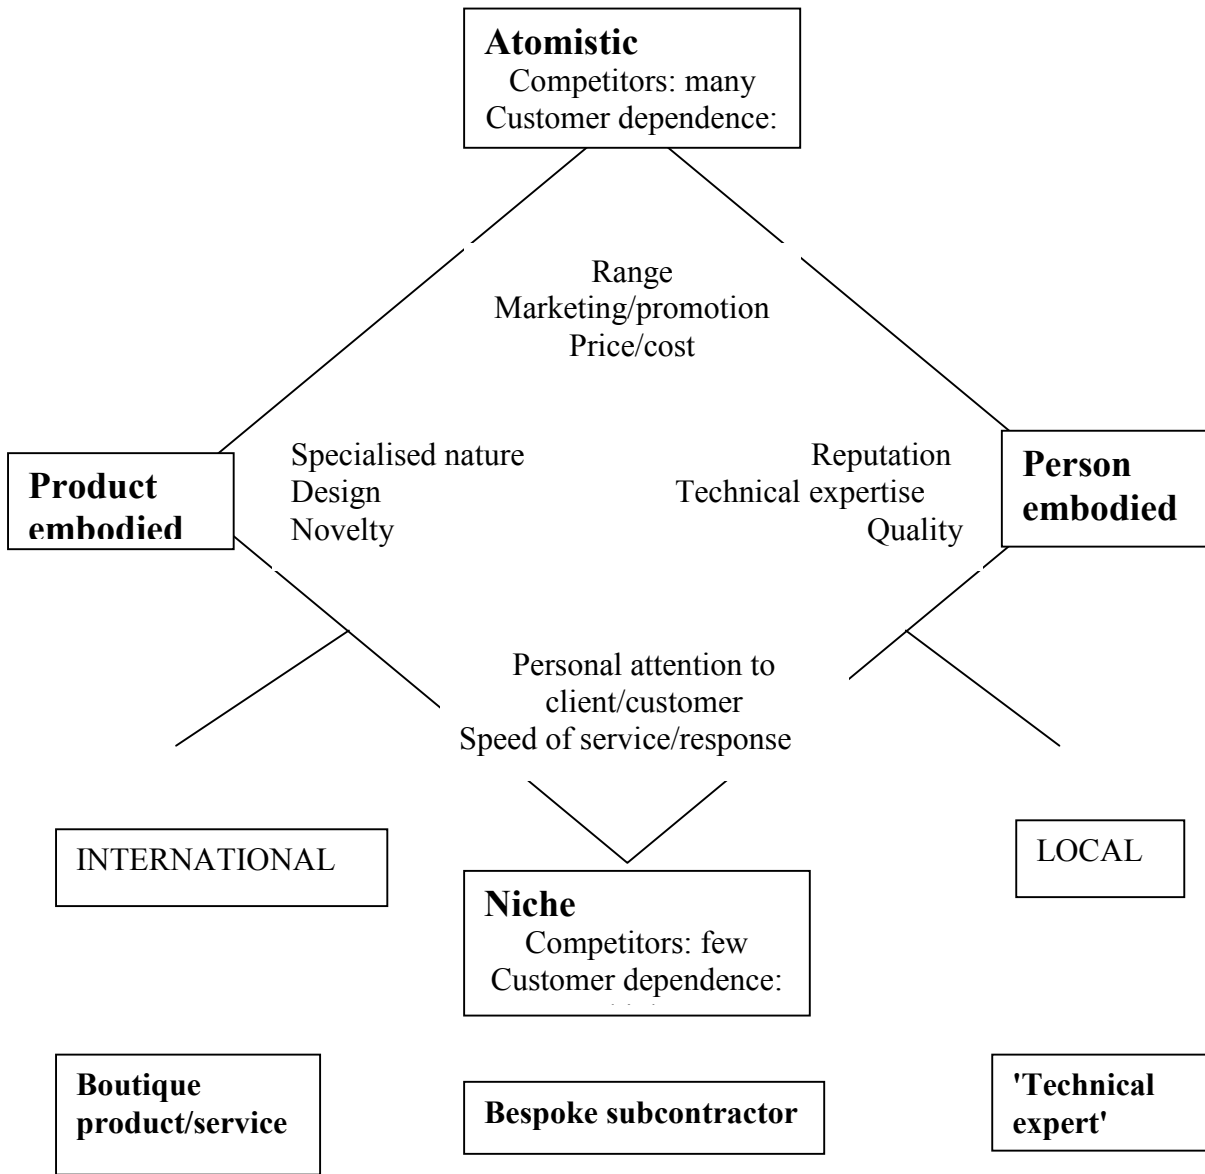 Atomistic
Competitors: many
Customer dependence:
Range
Marketing/promotion
Price/cost
Product
embodied
Specialised nature
Design
Novelty
Reputation
Technical expertise
Quality
Person
embodied
Personal attention to
client/customer
Speed of service/response
INTERNATIONAL
LOCAL
Niche
Competitors: few
Customer dependence:
Boutique
product/service
Bespoke subcontractor
'Technical
expert'